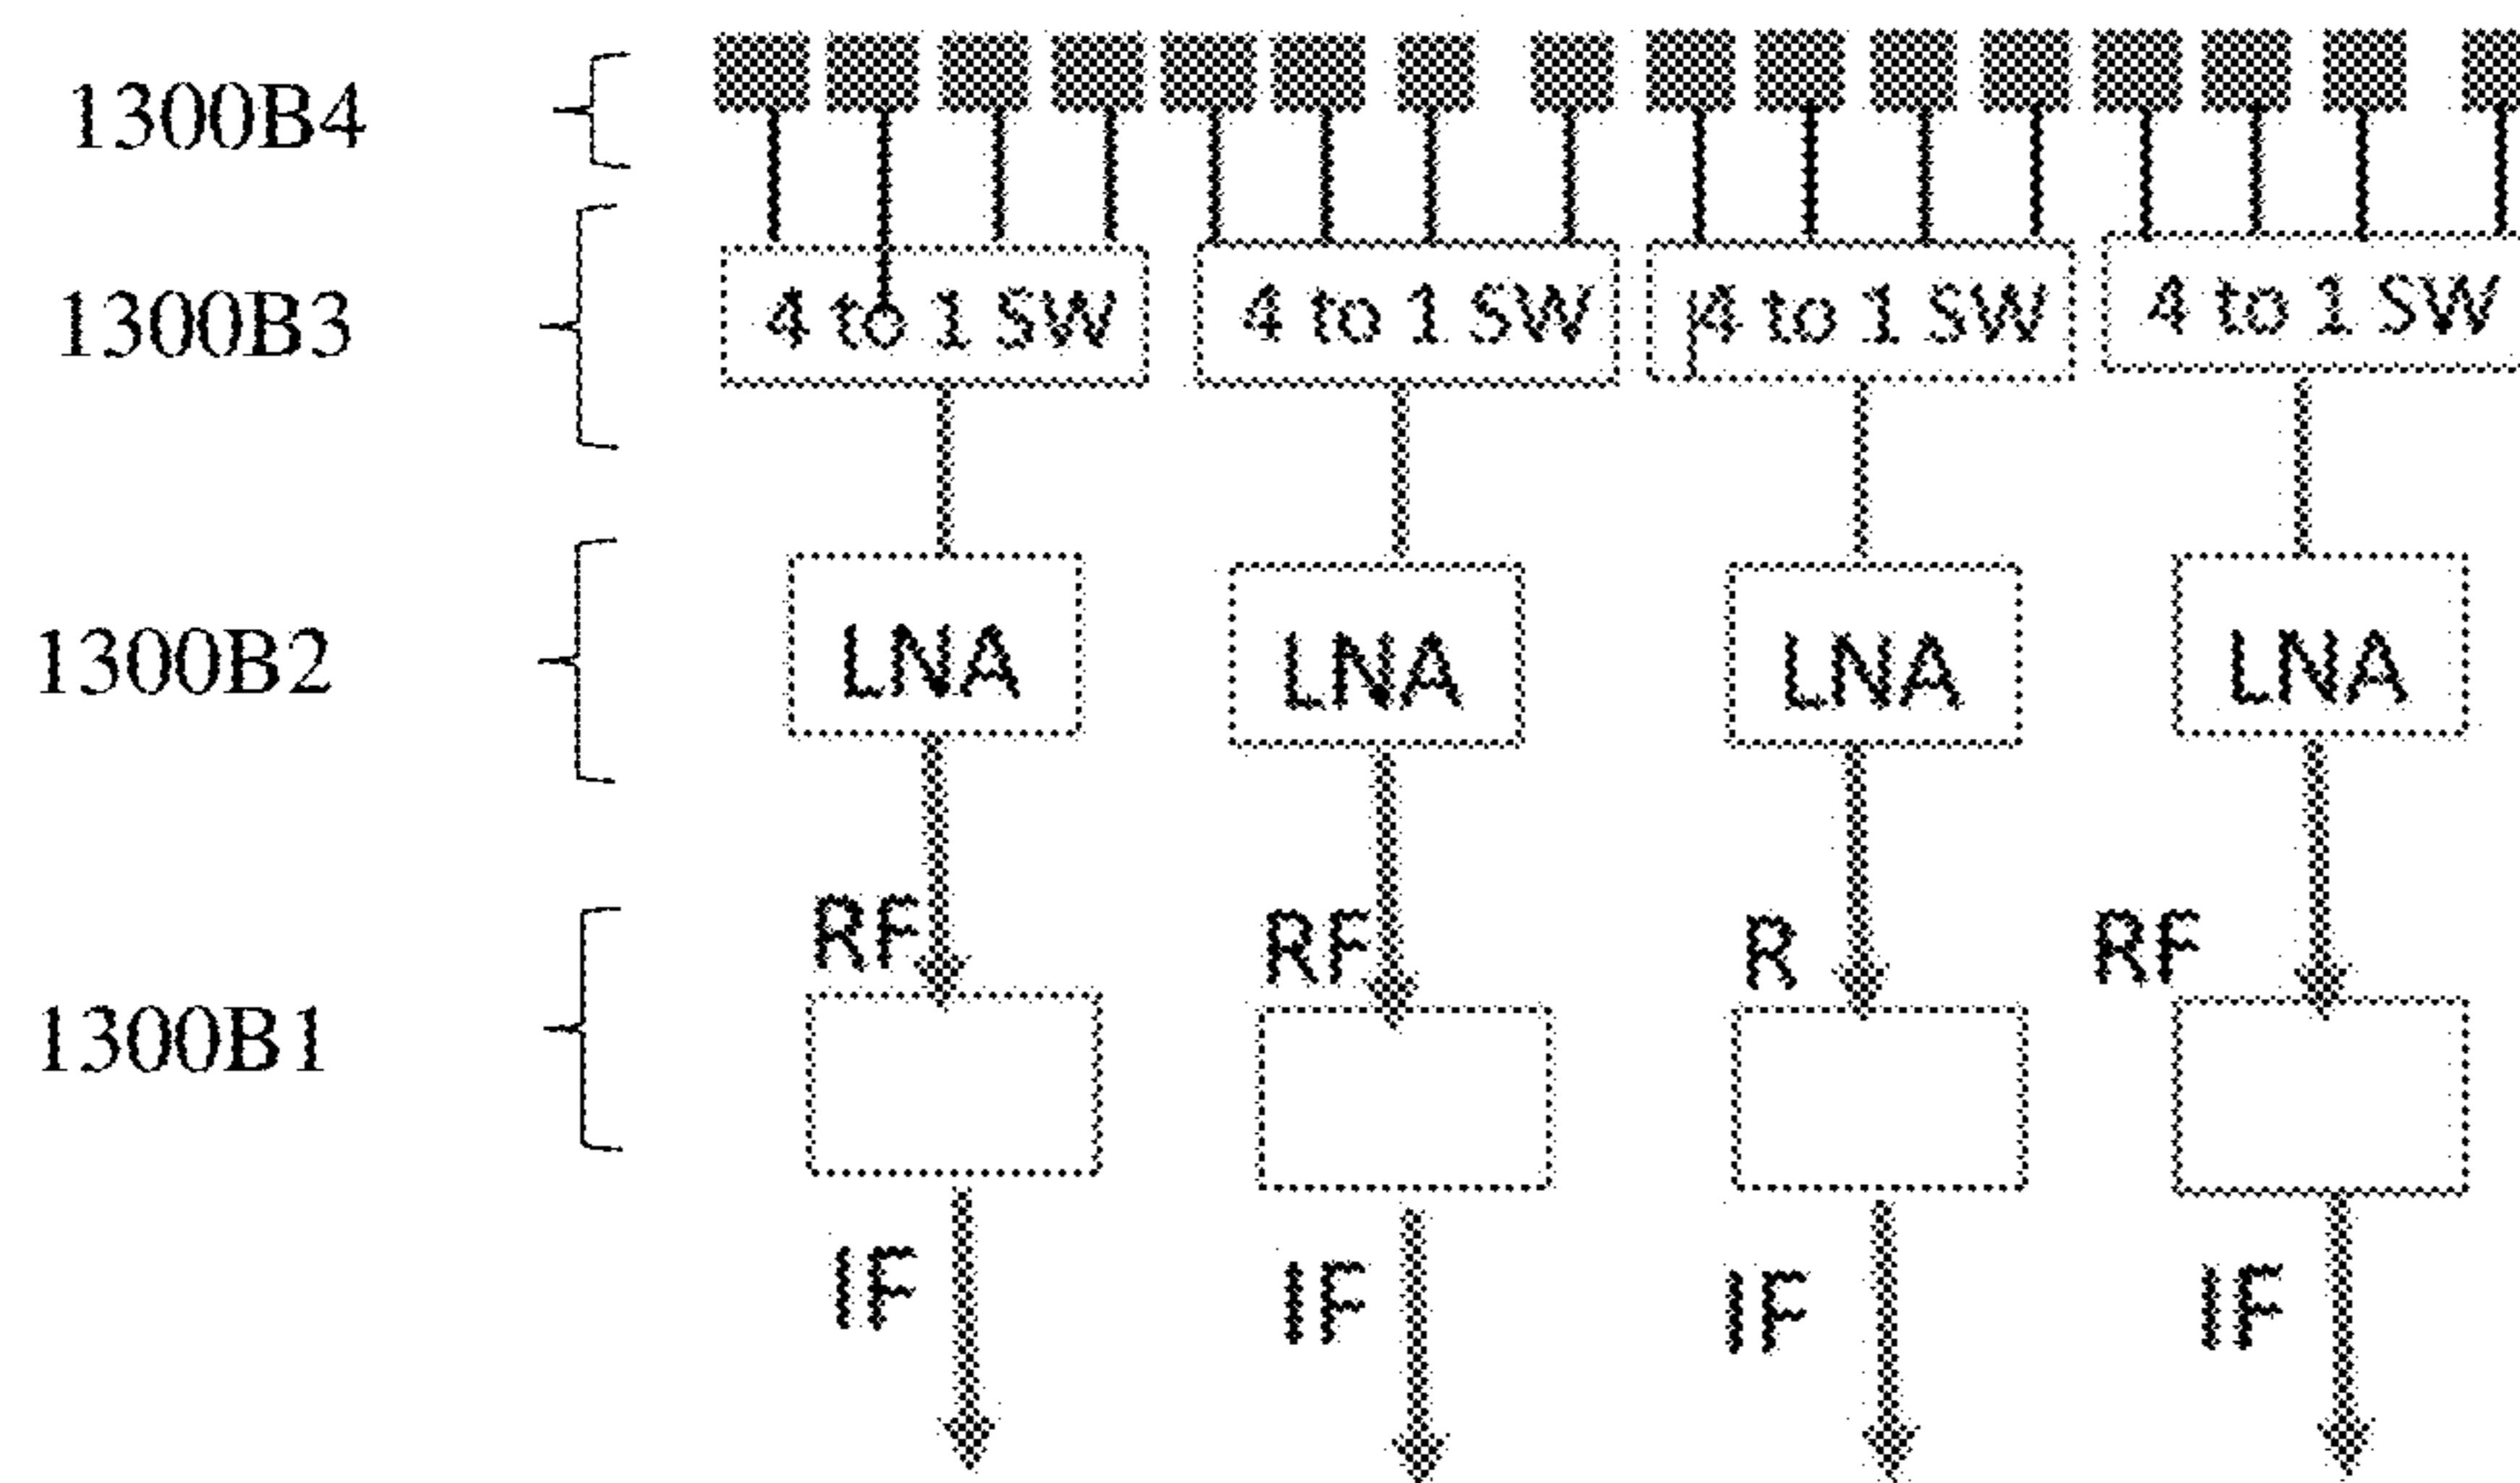 1300B4
1300B3 4 to 1 SW 4 to 1 SW 4 to 1 SW 4 to 1 SW
1300B2 LNA LNA LNA LNA
RF RF R RF
1300B1
IF IF IF IF